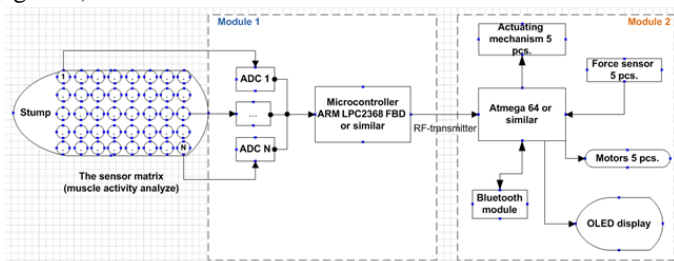 Module 1
Module 2
Actuating
mechanism 5
pcs.
Force sensor
5 pcs.
1
ADC 1
Stump
...
Microcontroller
ARM LPC2368 FBD
or similar
RF-transmitter
Atmega 64 or
similar
N
ADC N
Motors 5 pcs.
The sensor matrix
(muscle activity analyze)
Bluetooth
module
OLED display